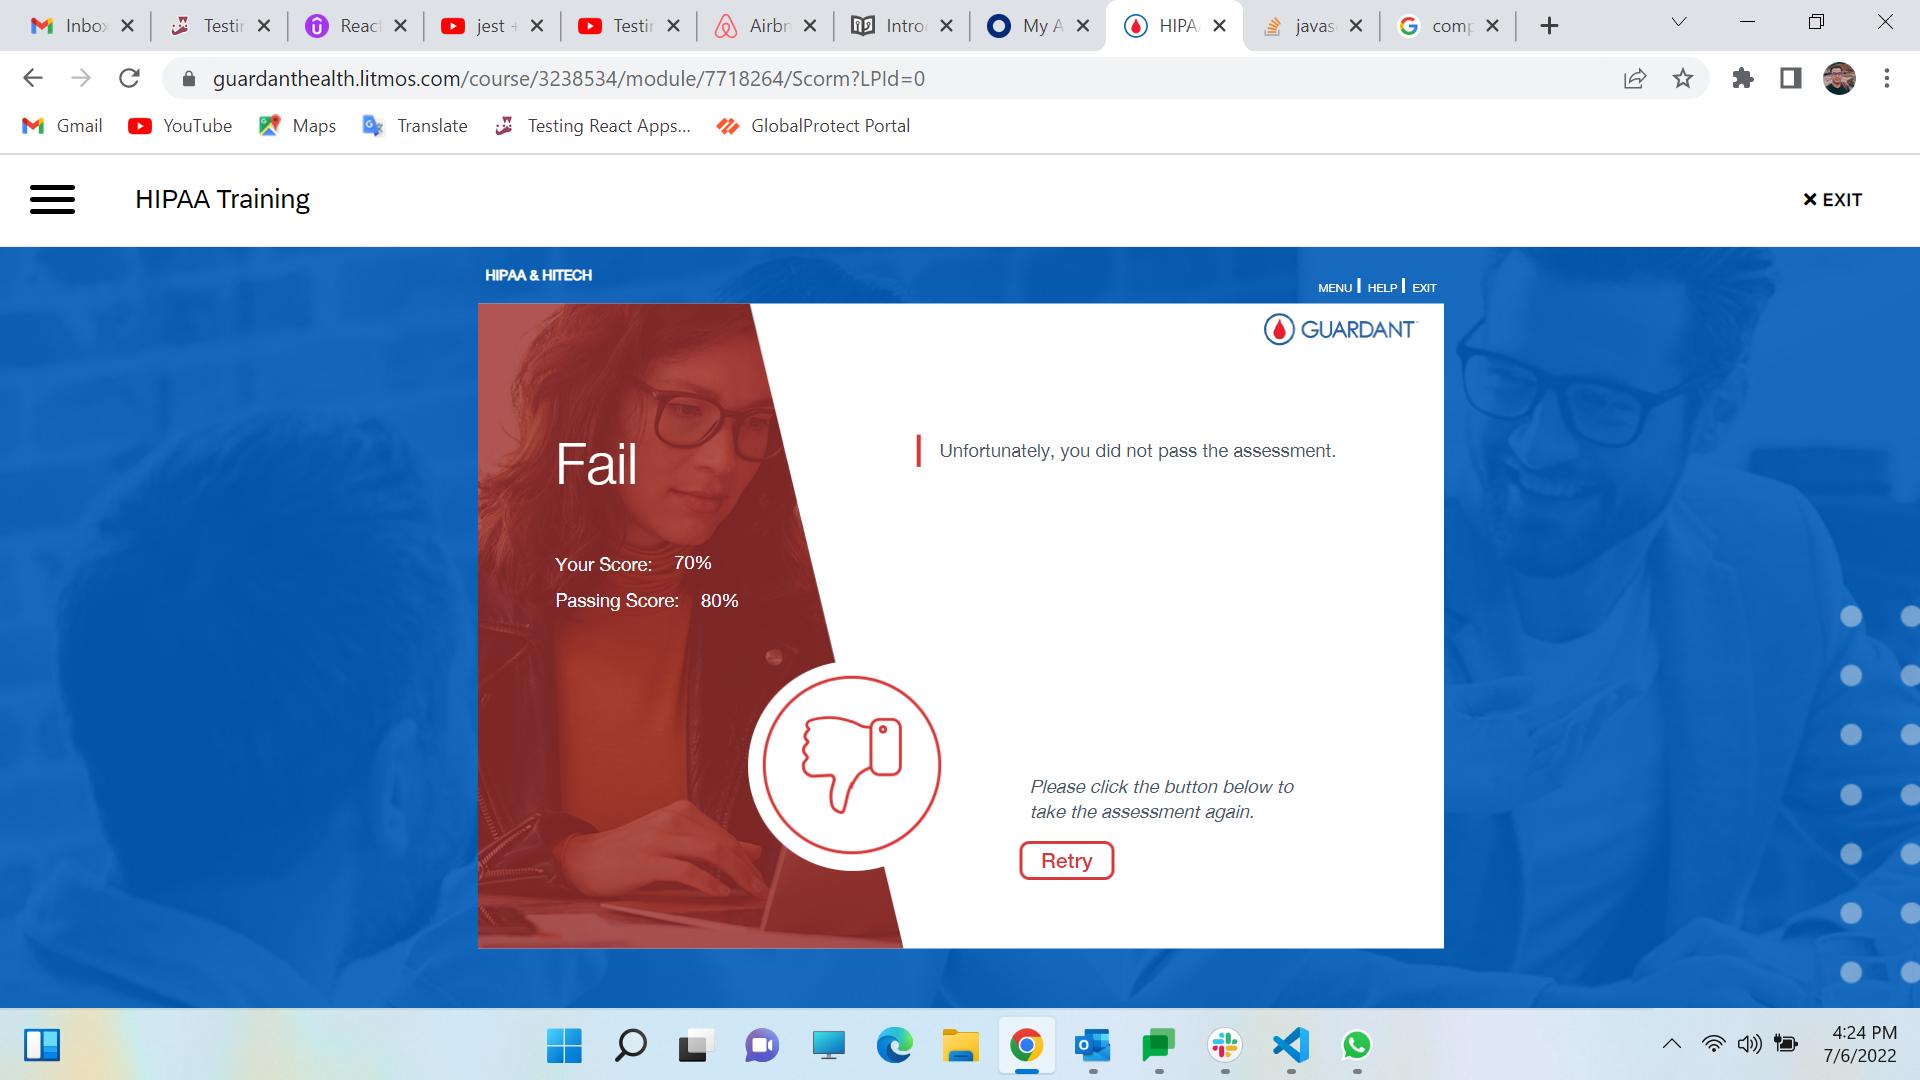 Inbox
Testin
React
jest +
Testin
Airbn
Intro
My A
HIPA
javas
comp
guardanthealth.litmos.com/course/3238534/module/7718264/Scorm?LPId=0
Gmail
YouTube
Maps
Translate
Testing React Apps...
GlobalProtect Portal
HIPAA Training
EXIT
HIPAA & HITECH
MENU
HELP
EXIT
GUARDANT
Fail
Unfortunately, you did not pass the assessment.
Your Score: 70%
Passing Score: 80%
Please click the button below to
take the assessment again.
Retry
4:24 PM
7/6/2022